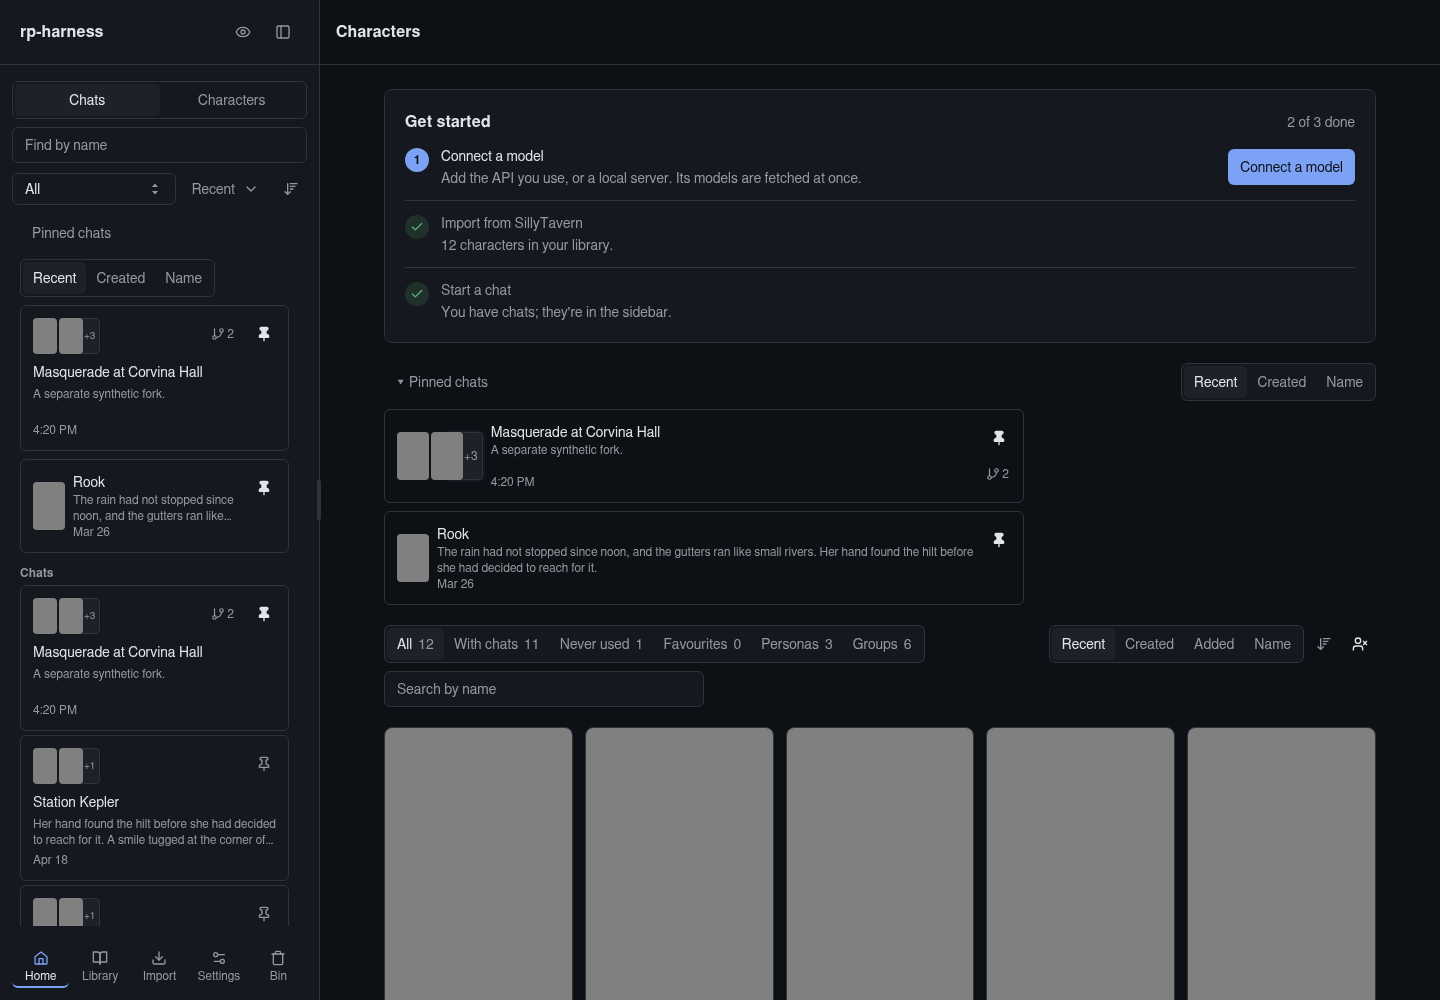 rp-harness
Chats
Characters
Find by name
All
Recent
Pinned chats
Recent
Created
Name
+3
2
Masquerade at Corvina Hall
A separate synthetic fork.
4:20 PM
Rook
The rain had not stopped since
noon, and the gutters ran like…
Mar 26
Chats
+3
2
Masquerade at Corvina Hall
A separate synthetic fork.
4:20 PM
+1
Station Kepler
Her hand found the hilt before she had decided
to reach for it. A smile tugged at the corner of…
Apr 18
+1
Home
Library
Import
Settings
Bin
Characters
Get started
2 of 3 done
1
Connect a model
Add the API you use, or a local server. Its models are fetched at once.
Connect a model
Import from SillyTavern
12 characters in your library.
Start a chat
You have chats; they're in the sidebar.
Pinned chats
Recent
Created
Name
+3
Masquerade at Corvina Hall
A separate synthetic fork.
4:20 PM
2
Rook
The rain had not stopped since noon, and the gutters ran like small rivers. Her hand found the hilt before
she had decided to reach for it.
Mar 26
All 12
With chats 11
Never used 1
Favourites 0
Personas 3
Groups 6
Recent
Created
Added
Name
Search by name